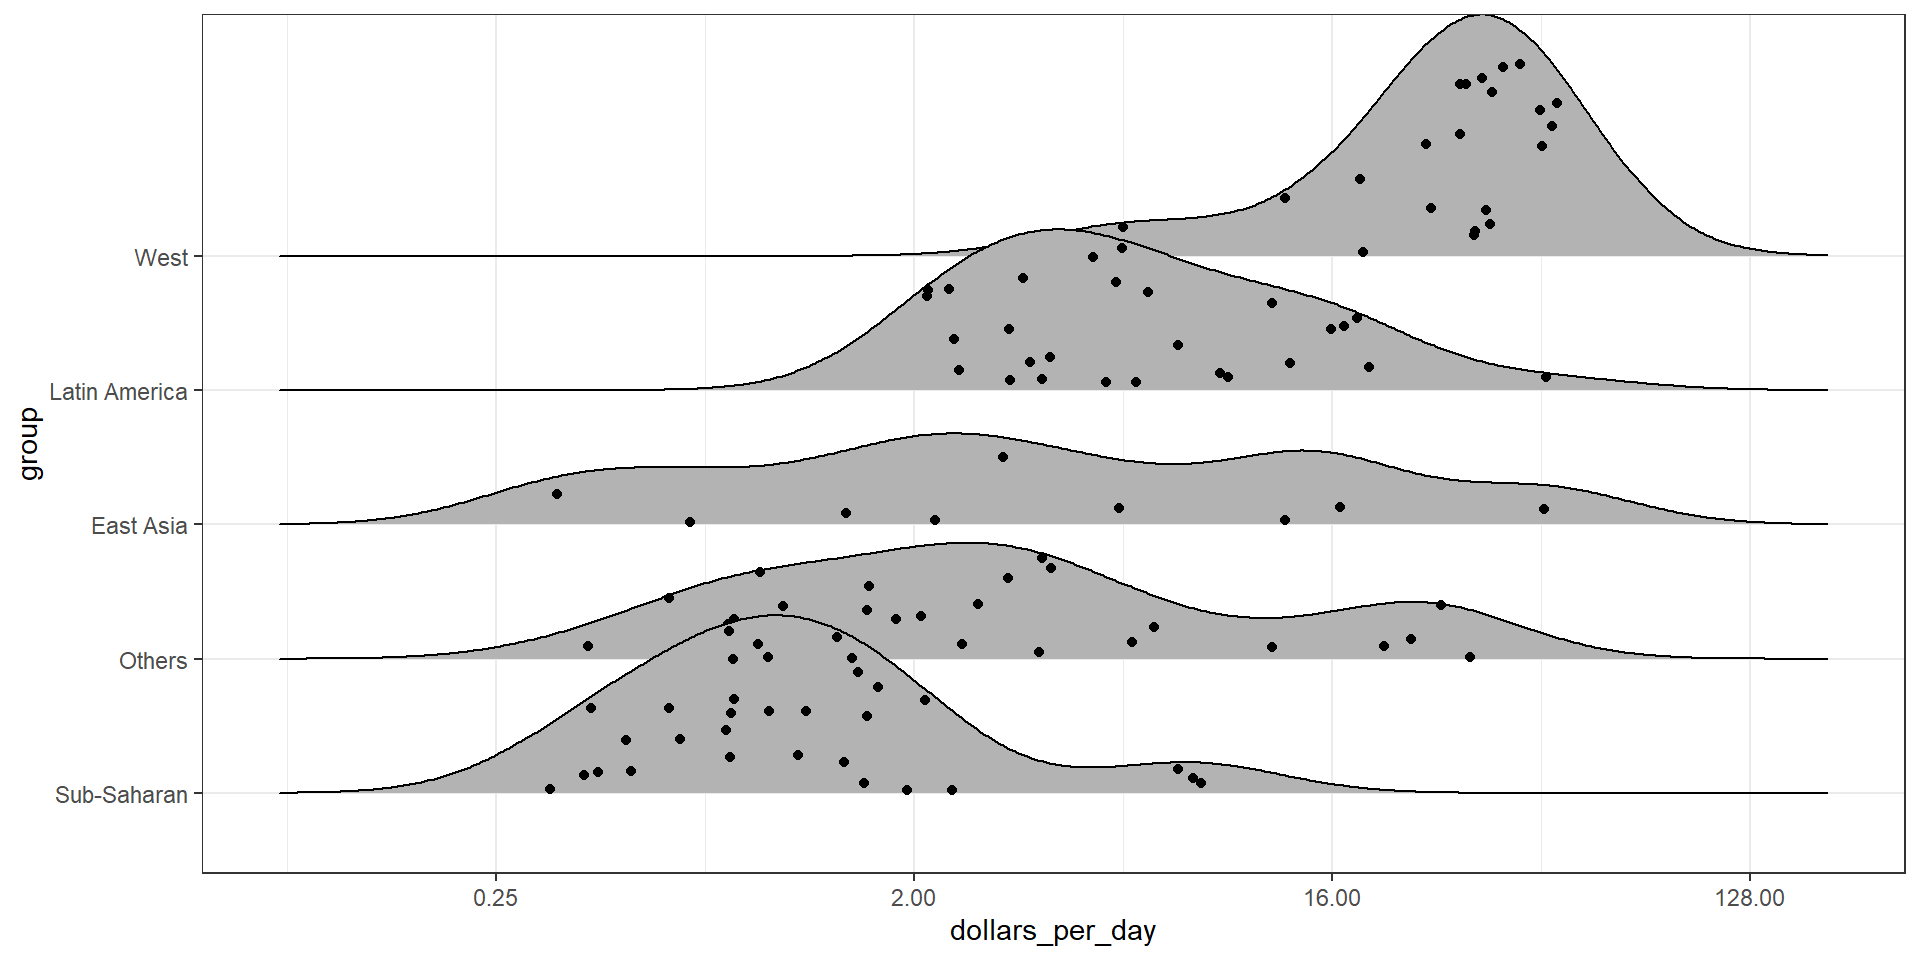 West
Latin America
East Asia
Others
Sub-Saharan
group
0.25
2.00
16.00
128.00
dollars_per_day